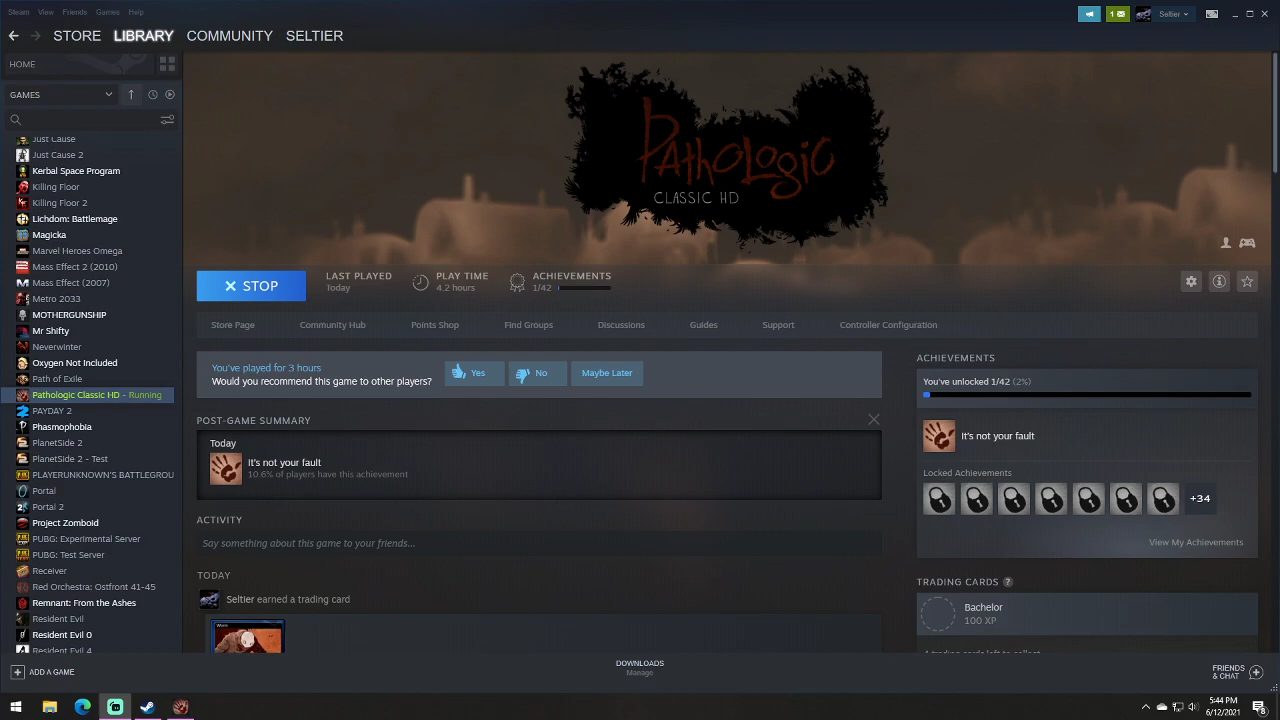 Steam View Friends Games Help
1
Seltier
STORE LIBRARY COMMUNITY SELTIER
HOME
GAMES
Just Cause
Just Cause 2
Kerbal Space Program
Killing Floor
Killing Floor 2
Lichdom: Battlemage
Magicka
Marvel Heroes Omega
Mass Effect 2 (2010)
Mass Effect (2007)
Metro 2033
MOTHERGUNSHIP
Mr Shifty
Neverwinter
Oxygen Not Included
Path of Exile
Pathologic Classic HD - Running
PAYDAY 2
Phasmophobia
PlanetSide 2
PlanetSide 2 - Test
PLAYERUNKNOWN'S BATTLEGROU
Portal
Portal 2
Project Zomboid
PUBG: Experimental Server
PUBG: Test Server
Receiver
Red Orchestra: Ostfront 41-45
Remnant: From the Ashes
Resident Evil
Resident Evil 0
Resident Evil 4
ADD A GAME
PathoLogic
CLASSIC HD
STOP
LAST PLAYED
Today
PLAY TIME
4.2 hours
ACHIEVEMENTS
1/42
Store Page Community Hub Points Shop Find Groups Discussions Guides Support Controller Configuration
You've played for 3 hours
Would you recommend this game to other players?
Yes No Maybe Later
POST-GAME SUMMARY
Today
It's not your fault
10.6% of players have this achievement
ACTIVITY
Say something about this game to your friends...
TODAY
Seltier earned a trading card
ACHIEVEMENTS
You've unlocked 1/42 (2%)
It's not your fault
Locked Achievements
+34
View My Achievements
TRADING CARDS ?
Bachelor
100 XP
4 trading cards left to collect
DOWNLOADS
Manage
FRIENDS
& CHAT
5:44 PM
6/12/2021